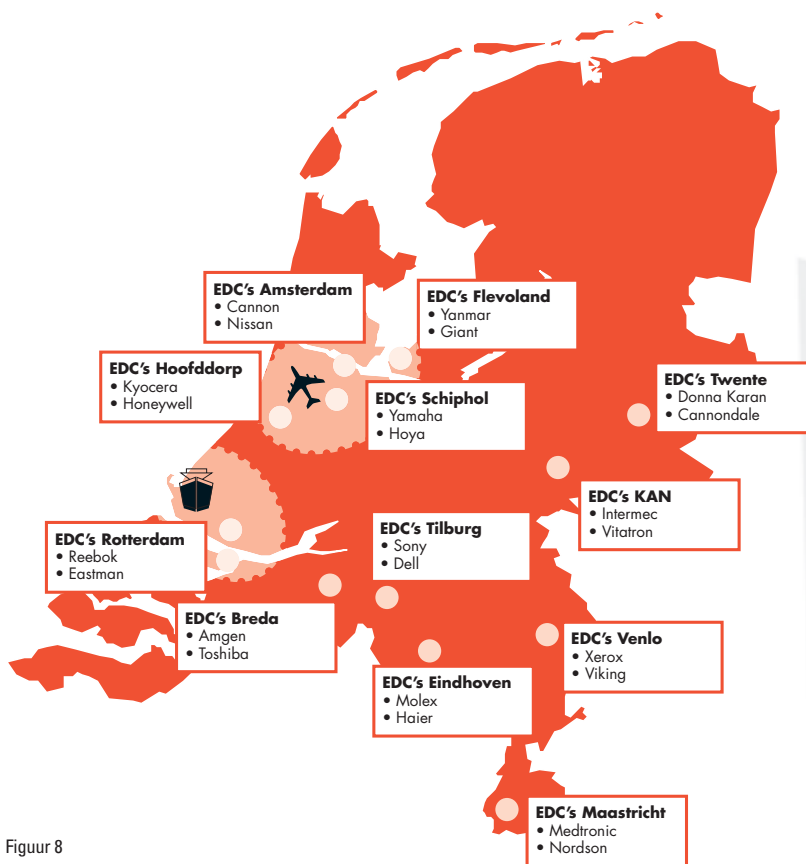 EDC's Amsterdam
• Cannon
• Nissan
EDC's Flevoland
• Yanmar
• Giant
EDC's Hoofddorp
• Kyocera
• Honeywell
EDC's Schiphol
• Yamaha
• Hoya
EDC's Twente
• Donna Karan
• Cannondale
EDC's KAN
• Intermec
• Vitatron
EDC's Rotterdam
• Reebok
• Eastman
EDC's Tilburg
• Sony
• Dell
EDC's Breda
• Amgen
• Toshiba
EDC's Venlo
• Xerox
• Viking
EDC's Eindhoven
• Molex
• Haier
EDC's Maastricht
• Medtronic
• Nordson
Figuur 8